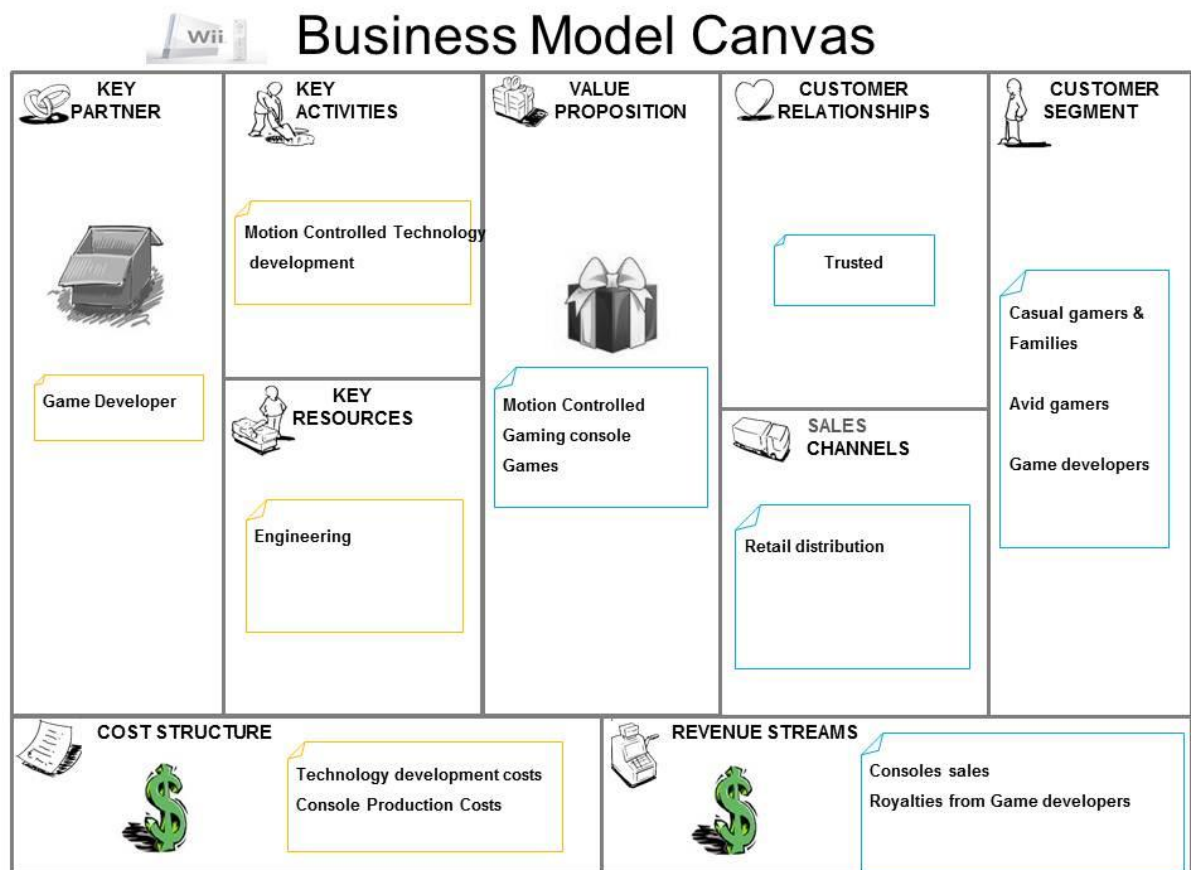 Wii
Business Model Canvas
KEY
PARTNER
Game Developer
KEY
ACTIVITIES
Motion Controlled Technology
development
KEY
RESOURCES
Engineering
VALUE
PROPOSITION
Motion Controlled
Gaming console
Games
CUSTOMER
RELATIONSHIPS
Trusted
SALES
CHANNELS
Retail distribution
CUSTOMER
SEGMENT
Casual gamers &
Families
Avid gamers
Game developers
COST STRUCTURE
Technology development costs
Console Production Costs
REVENUE STREAMS
Consoles sales
Royalties from Game developers